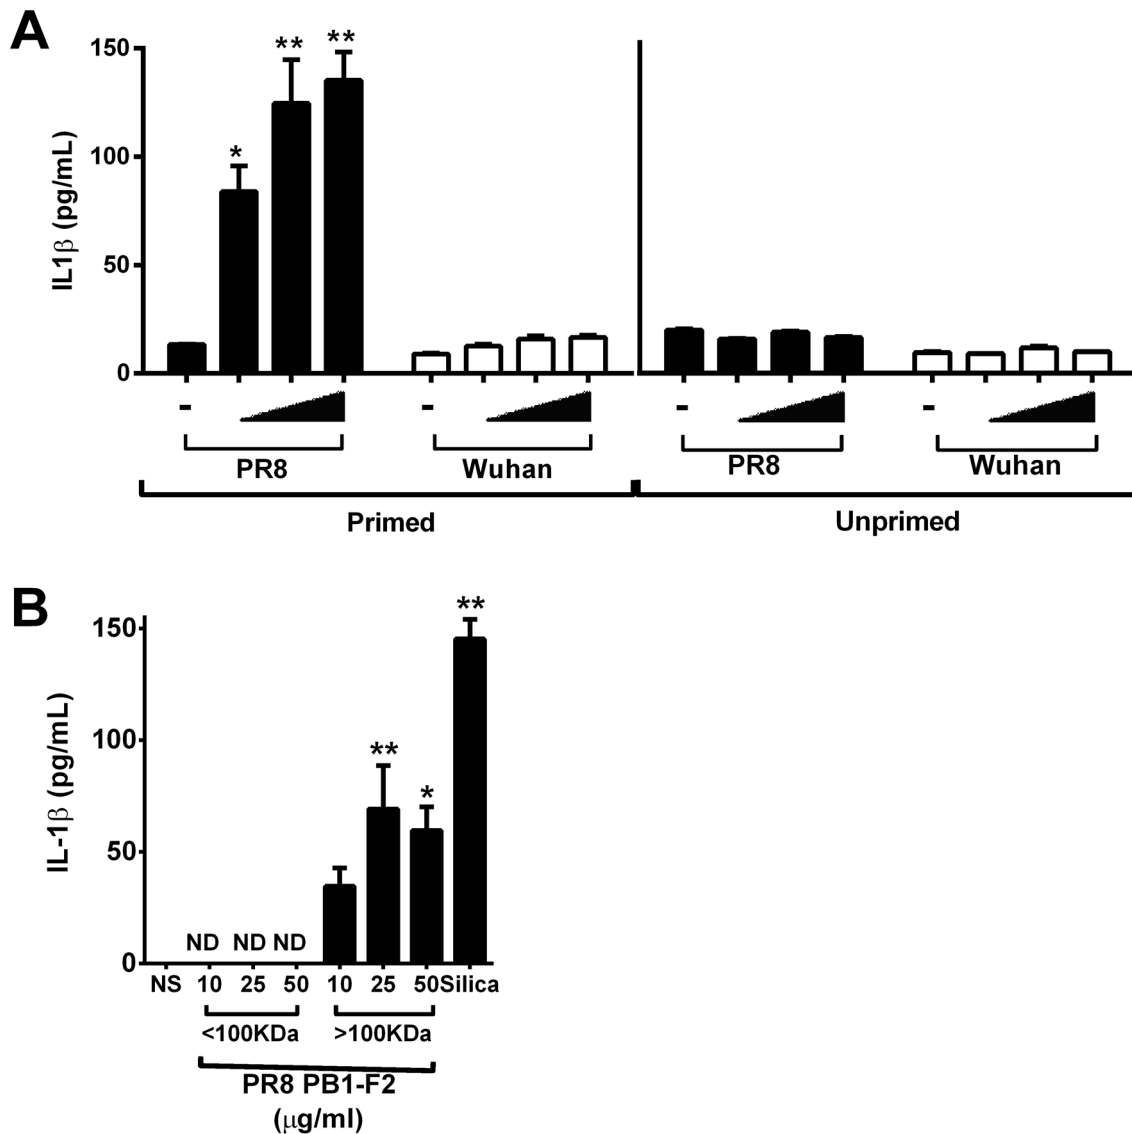 A
IL1β (pg/mL)
150
100
50
0
*
**
**
-
-
-
-
PR8
Wuhan
PR8
Wuhan
Primed
Unprimed
B
IL-1β (pg/mL)
150
100
50
0
ND ND ND
**
*
**
NS 10 25 50 10 25 50 Silica
<100KDa >100KDa
PR8 PB1-F2
(μg/ml)